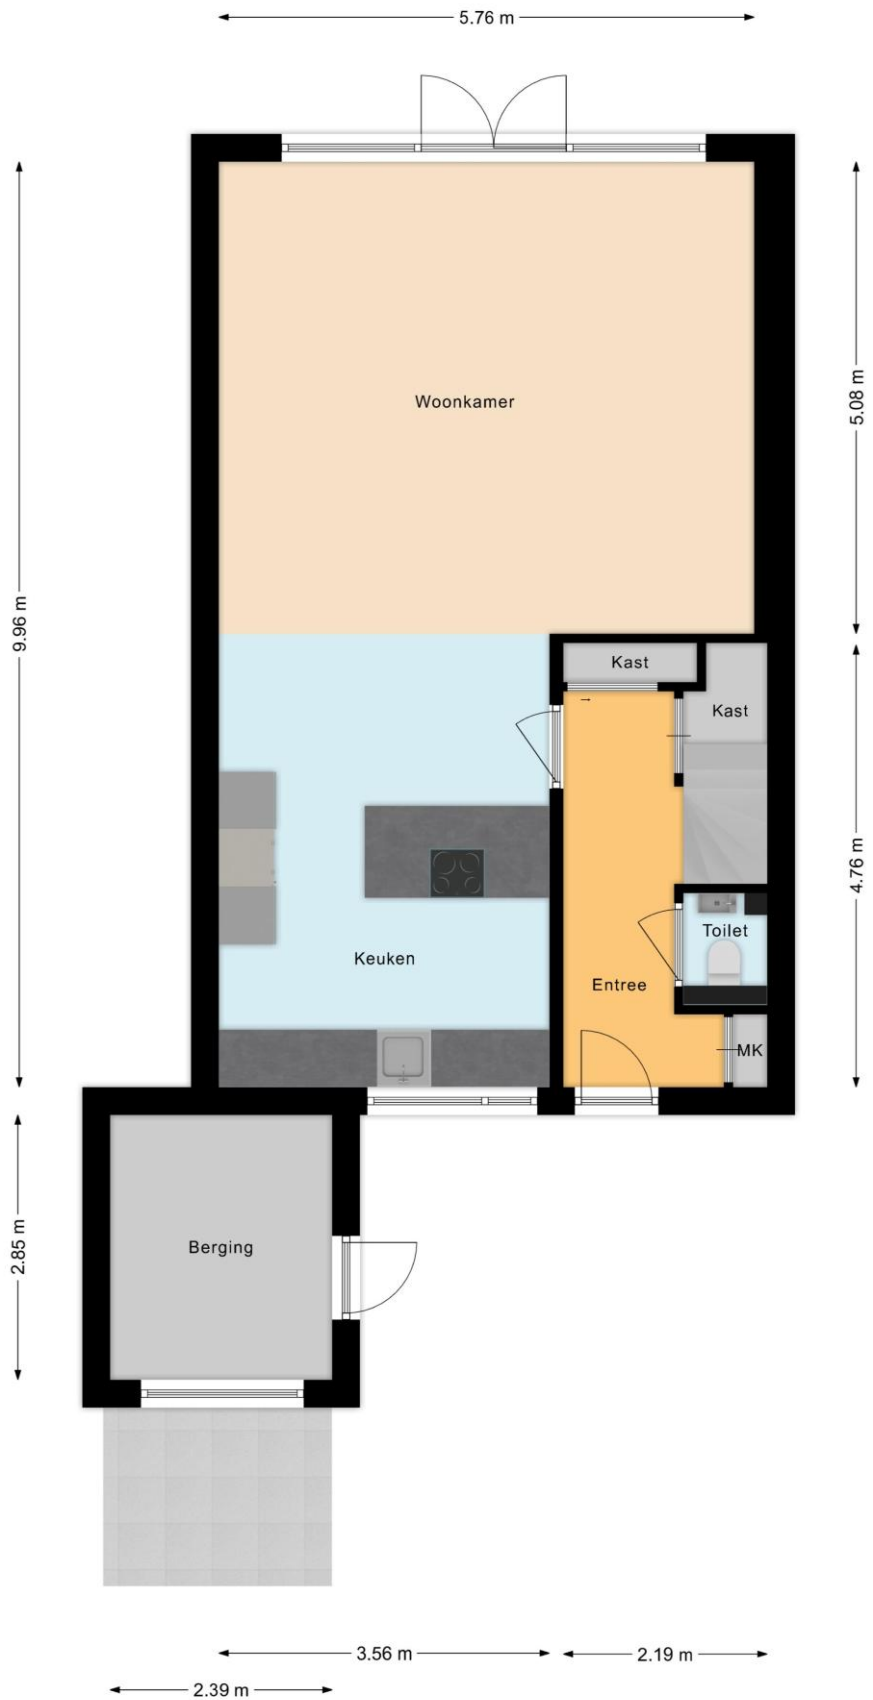 5.76 m
Woonkamer
5.08 m
9.96 m
Kast
Kast
4.76 m
Toilet
Keuken
Entree
MK
2.85 m
Berging
3.56 m
2.19 m
2.39 m